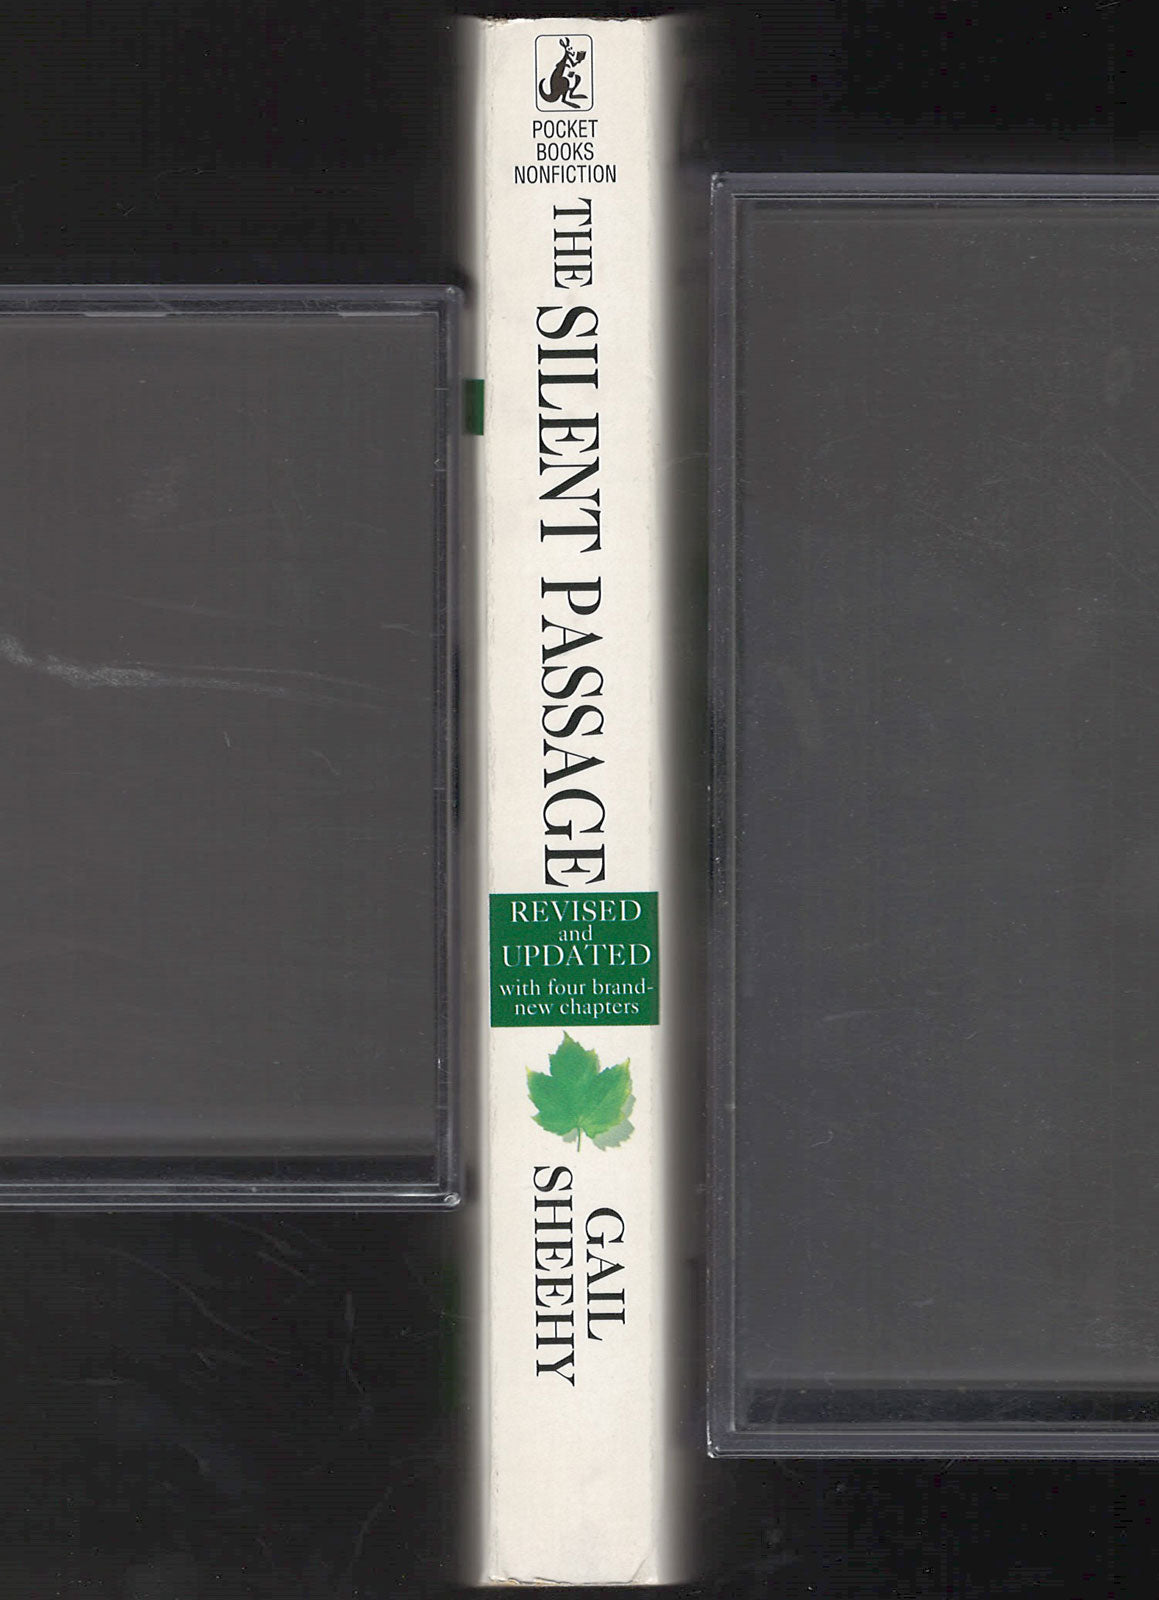 POCKET
BOOKS
NONFICTION
THE SILENT PASSAGE
REVISED
and
UPDATED
with four brand-
new chapters
GAIL
SHEEHY